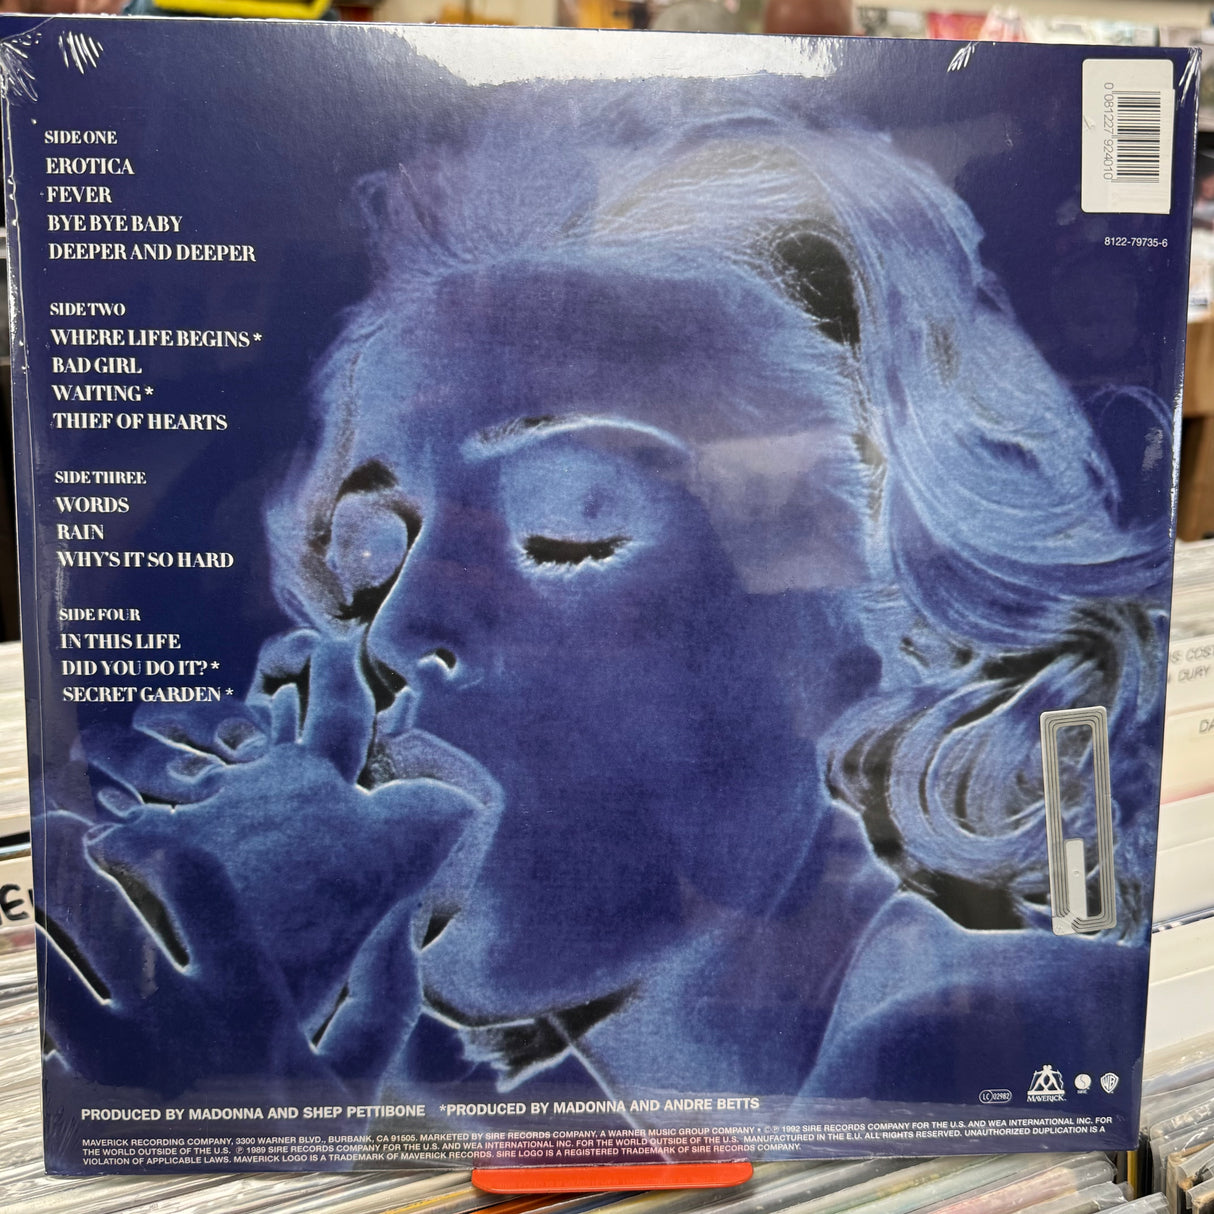 SIDE ONE
EROTICA
FEVER
BYE BYE BABY
DEEPER AND DEEPER
SIDE TWO
WHERE LIFE BEGINS *
BAD GIRL
WAITING *
THIEF OF HEARTS
SIDE THREE
WORDS
RAIN
WHY'S IT SO HARD
SIDE FOUR
IN THIS LIFE
DID YOU DO IT? *
SECRET GARDEN *
0 081227 924010
8122-79735-6
LC 02982
MAVERICK
WB
PRODUCED BY MADONNA AND SHEP PETTIBONE *PRODUCED BY MADONNA AND ANDRE BETTS
MAVERICK RECORDING COMPANY, 3300 WARNER BLVD., BURBANK, CA 91505. MARKETED BY SIRE RECORDS COMPANY, A WARNER MUSIC GROUP COMPANY • © ℗ 1992 SIRE RECORDS COMPANY FOR THE U.S. AND WEA INTERNATIONAL INC. FOR
THE WORLD OUTSIDE OF THE U.S. ℗ 1989 SIRE RECORDS COMPANY FOR THE U.S. AND WEA INTERNATIONAL INC. FOR THE WORLD OUTSIDE OF THE U.S. MANUFACTURED IN THE E.U. ALL RIGHTS RESERVED. UNAUTHORIZED DUPLICATION IS A
VIOLATION OF APPLICABLE LAWS. MAVERICK LOGO IS A TRADEMARK OF MAVERICK RECORDS. SIRE LOGO IS A REGISTERED TRADEMARK OF SIRE RECORDS COMPANY.
DURY